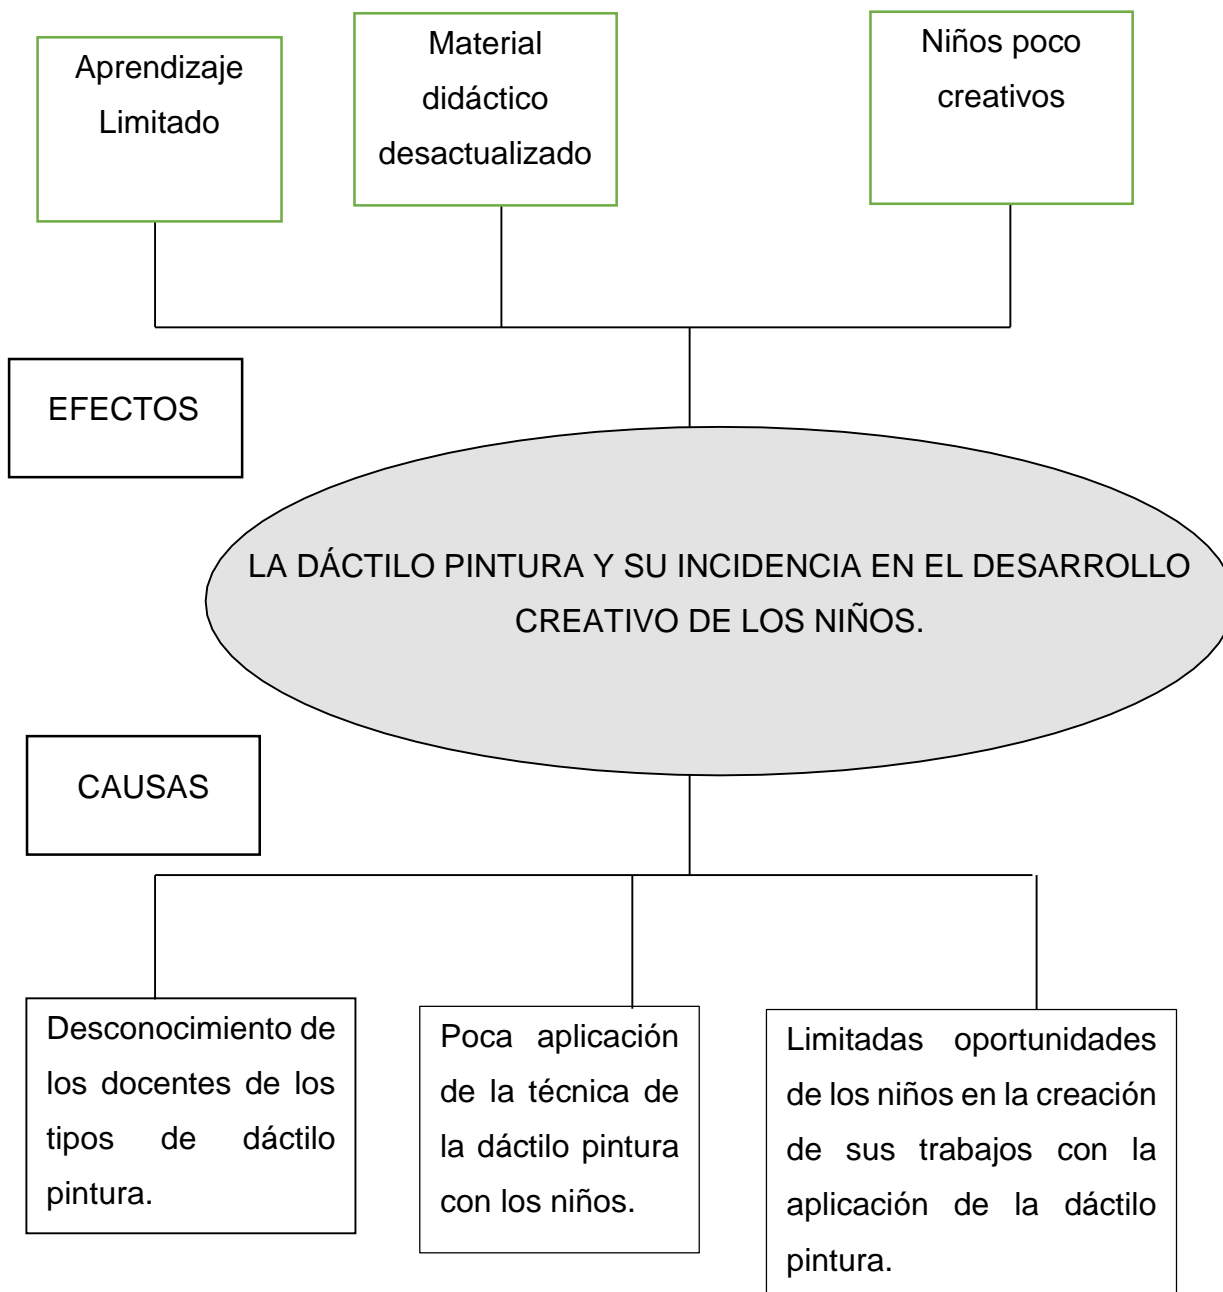 Aprendizaje
Limitado
Material
didáctico
desactualizado
Niños poco
creativos
EFECTOS
LA DÁCTILO PINTURA Y SU INCIDENCIA EN EL DESARROLLO
CREATIVO DE LOS NIÑOS.
CAUSAS
Desconocimiento de
los docentes de los
tipos de dáctilo
pintura.
Poca aplicación
de la técnica de
la dáctilo pintura
con los niños.
Limitadas oportunidades
de los niños en la creación
de sus trabajos con la
aplicación de la dáctilo
pintura.